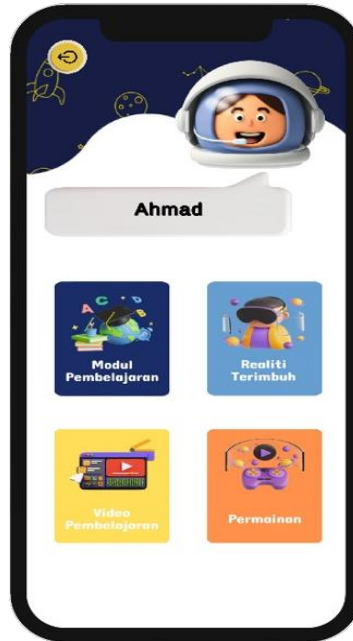 Ahmad
Modul
Pembelajaran
Realiti
Terimbuh
Video
Pembelajaran
Permainan